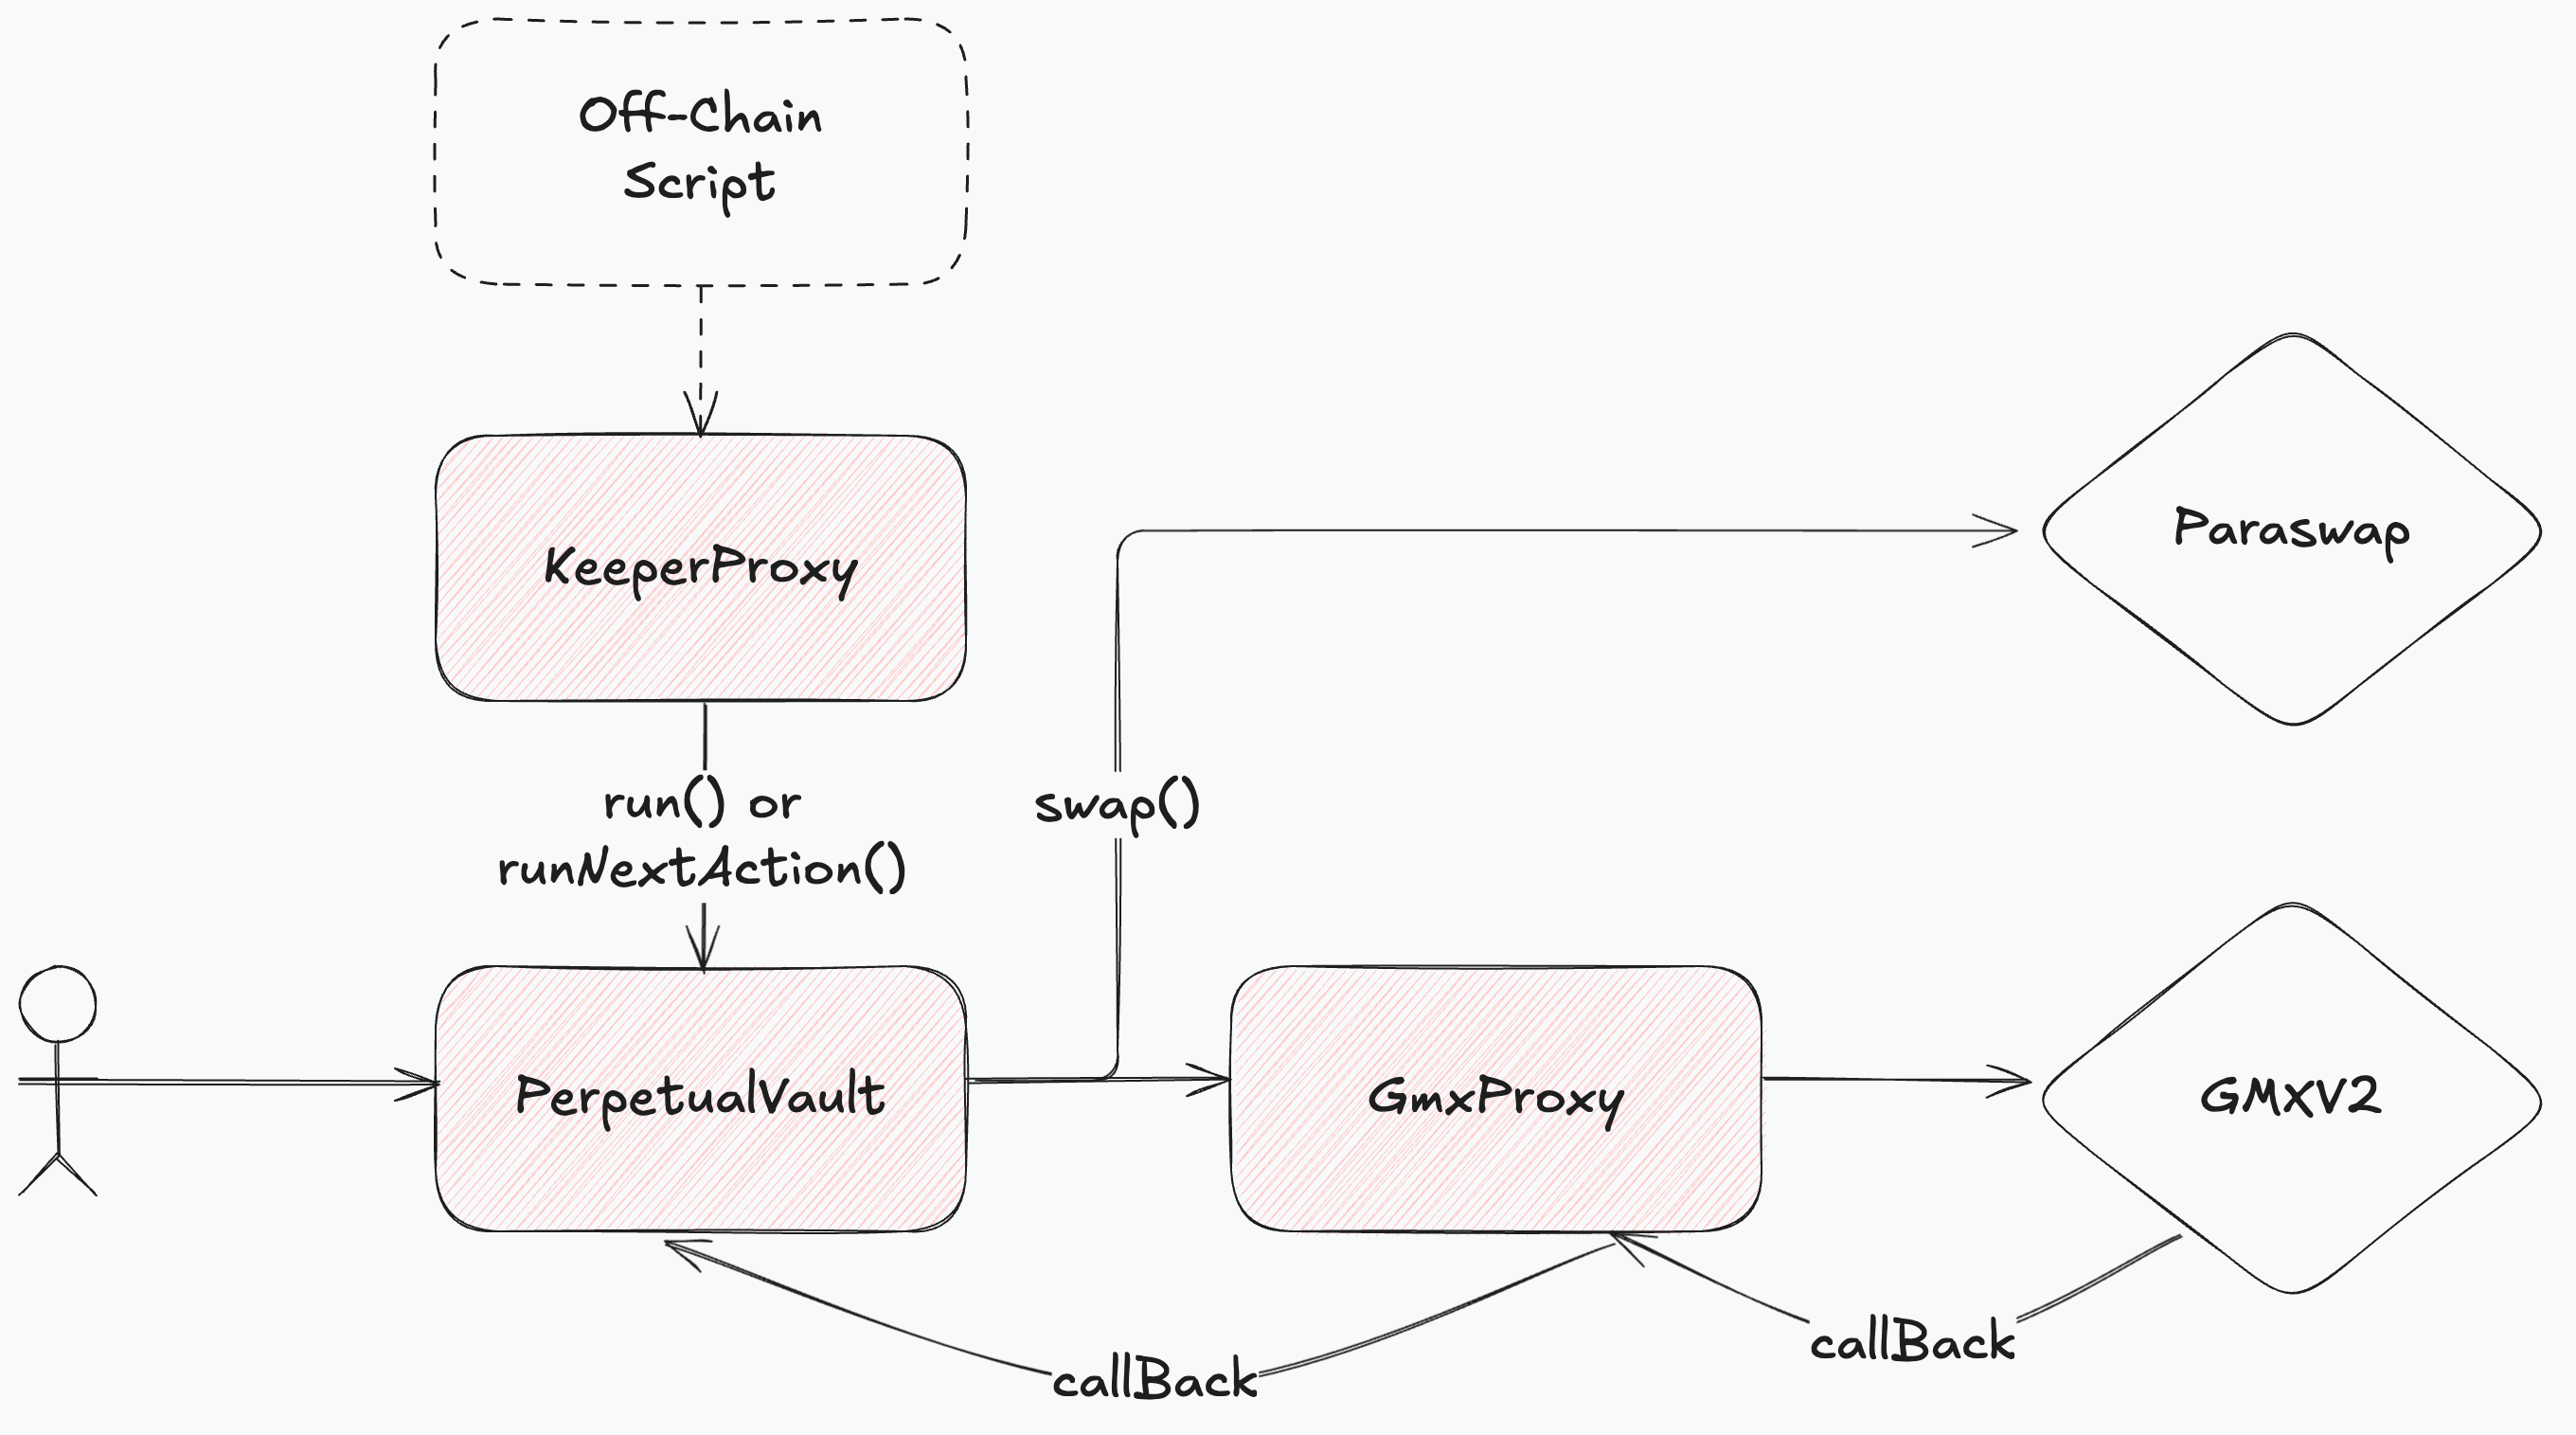 Off-Chain
Script
KeeperProxy
Paraswap
run() or
runNextAction()
swap()
PerpetualVault
GmxProxy
GMXV2
callBack
callBack